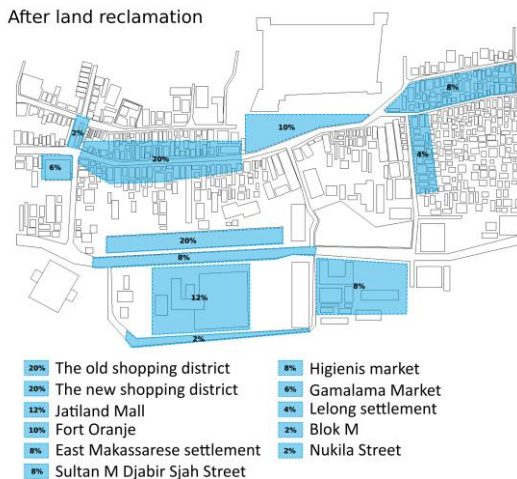 After land reclamation
8%
2%
10%
20%
4%
6%
20%
8%
12%
8%
2%
20% The old shopping district
20% The new shopping district
12% Jatiland Mall
10% Fort Oranje
8% East Makassarese settlement
8% Sultan M Djabir Sjah Street
8% Higienis market
6% Gamalama Market
4% Lelong settlement
2% Blok M
2% Nukila Street